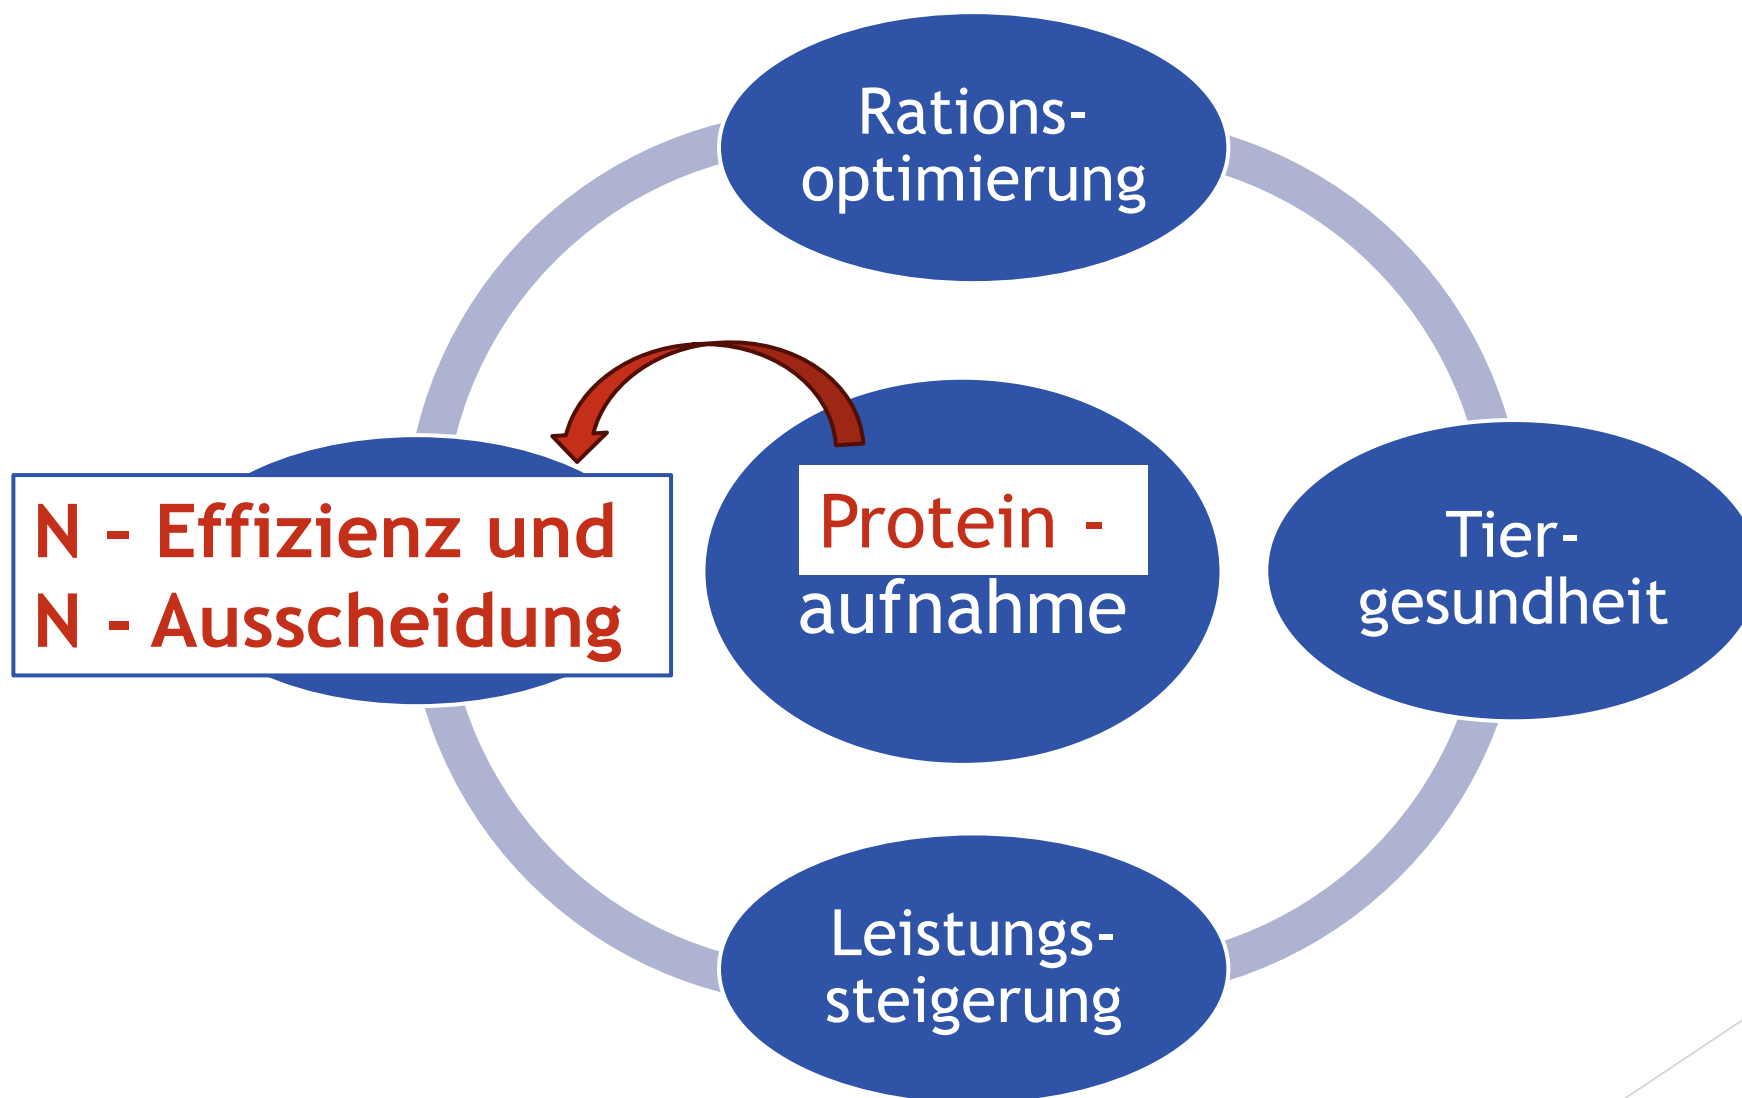 Rations-
optimierung
N - Effizienz und
N - Ausscheidung
Protein -
aufnahme
Tier-
gesundheit
Leistungs-
steigerung